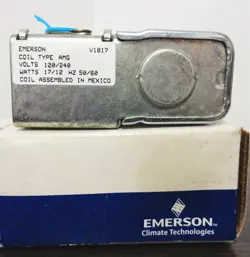 EMERSON V1817
COIL TYPE AMG
VOLTS 120/240
WATTS 17/12 HZ 50/60
COIL ASSEMBLED IN MEXICO
EMERSON
Climate Technologies